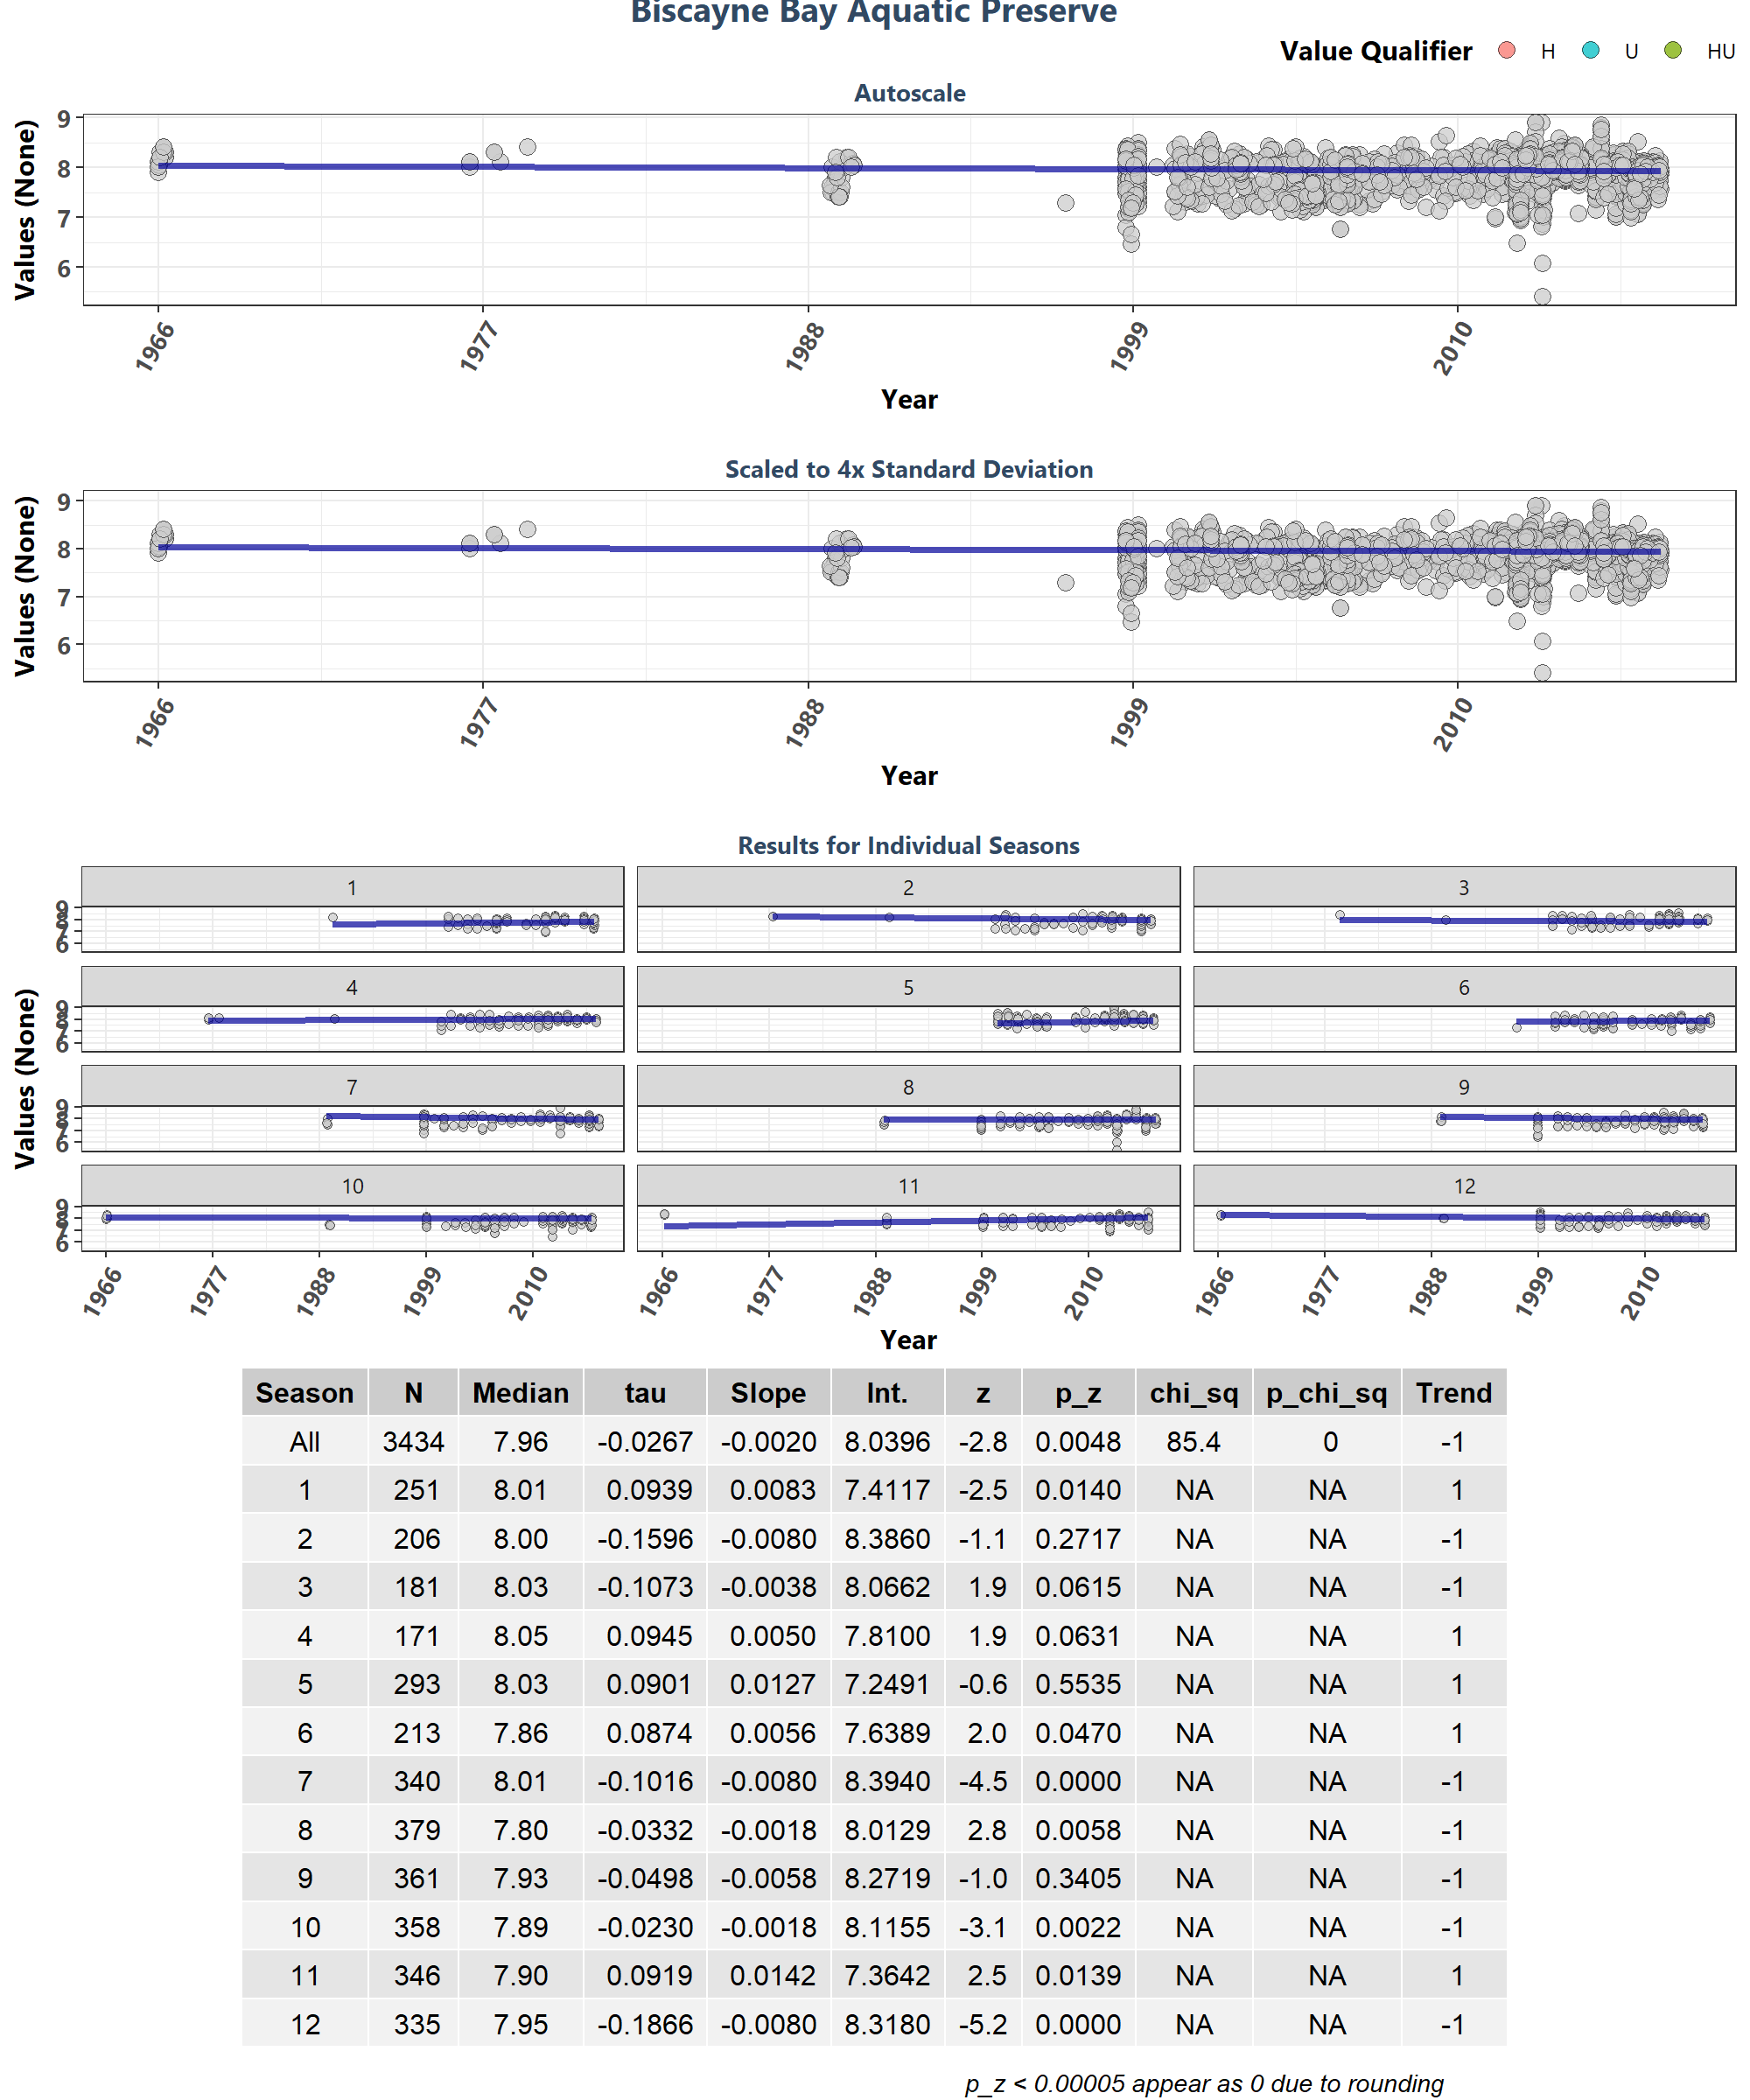 Biscayne Bay Aquatic Preserve
Value Qualifier H U HU
Autoscale
Values (None)
9
8
7
6
1966 1977 1988 1999 2010
Year
Scaled to 4x Standard Deviation
Values (None)
9
8
7
6
1966 1977 1988 1999 2010
Year
Results for Individual Seasons
Values (None)
1 2 3
9
8
7
6
4 5 6
9
8
7
6
7 8 9
9
8
7
6
10 11 12
9
8
7
6
1966 1977 1988 1999 2010 1966 1977 1988 1999 2010 1966 1977 1988 1999 2010
Year
Season N Median tau Slope Int. z p_z chi_sq p_chi_sq Trend
All 3434 7.96 -0.0267 -0.0020 8.0396 -2.8 0.0048 85.4 0 -1
1 251 8.01 0.0939 0.0083 7.4117 -2.5 0.0140 NA NA 1
2 206 8.00 -0.1596 -0.0080 8.3860 -1.1 0.2717 NA NA -1
3 181 8.03 -0.1073 -0.0038 8.0662 1.9 0.0615 NA NA -1
4 171 8.05 0.0945 0.0050 7.8100 1.9 0.0631 NA NA 1
5 293 8.03 0.0901 0.0127 7.2491 -0.6 0.5535 NA NA 1
6 213 7.86 0.0874 0.0056 7.6389 2.0 0.0470 NA NA 1
7 340 8.01 -0.1016 -0.0080 8.3940 -4.5 0.0000 NA NA -1
8 379 7.80 -0.0332 -0.0018 8.0129 2.8 0.0058 NA NA -1
9 361 7.93 -0.0498 -0.0058 8.2719 -1.0 0.3405 NA NA -1
10 358 7.89 -0.0230 -0.0018 8.1155 -3.1 0.0022 NA NA -1
11 346 7.90 0.0919 0.0142 7.3642 2.5 0.0139 NA NA 1
12 335 7.95 -0.1866 -0.0080 8.3180 -5.2 0.0000 NA NA -1
p_z < 0.00005 appear as 0 due to rounding